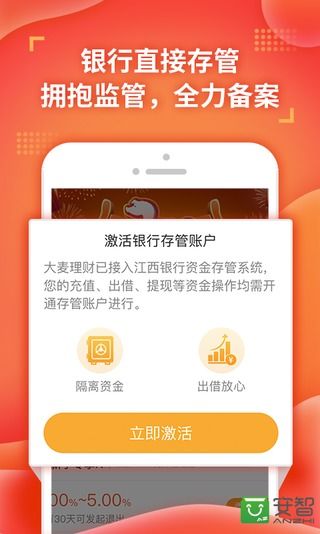 银行直接存管
拥抱监管，全力备案
激活银行存管账户
大麦理财已接入江西银行资金存管系统，
您的充值、出借、提现等资金操作均需开
通存管账户进行。
隔离资金
出借放心
立即激活
00%~5.00%
30天可发起退出
安智
ANZHI